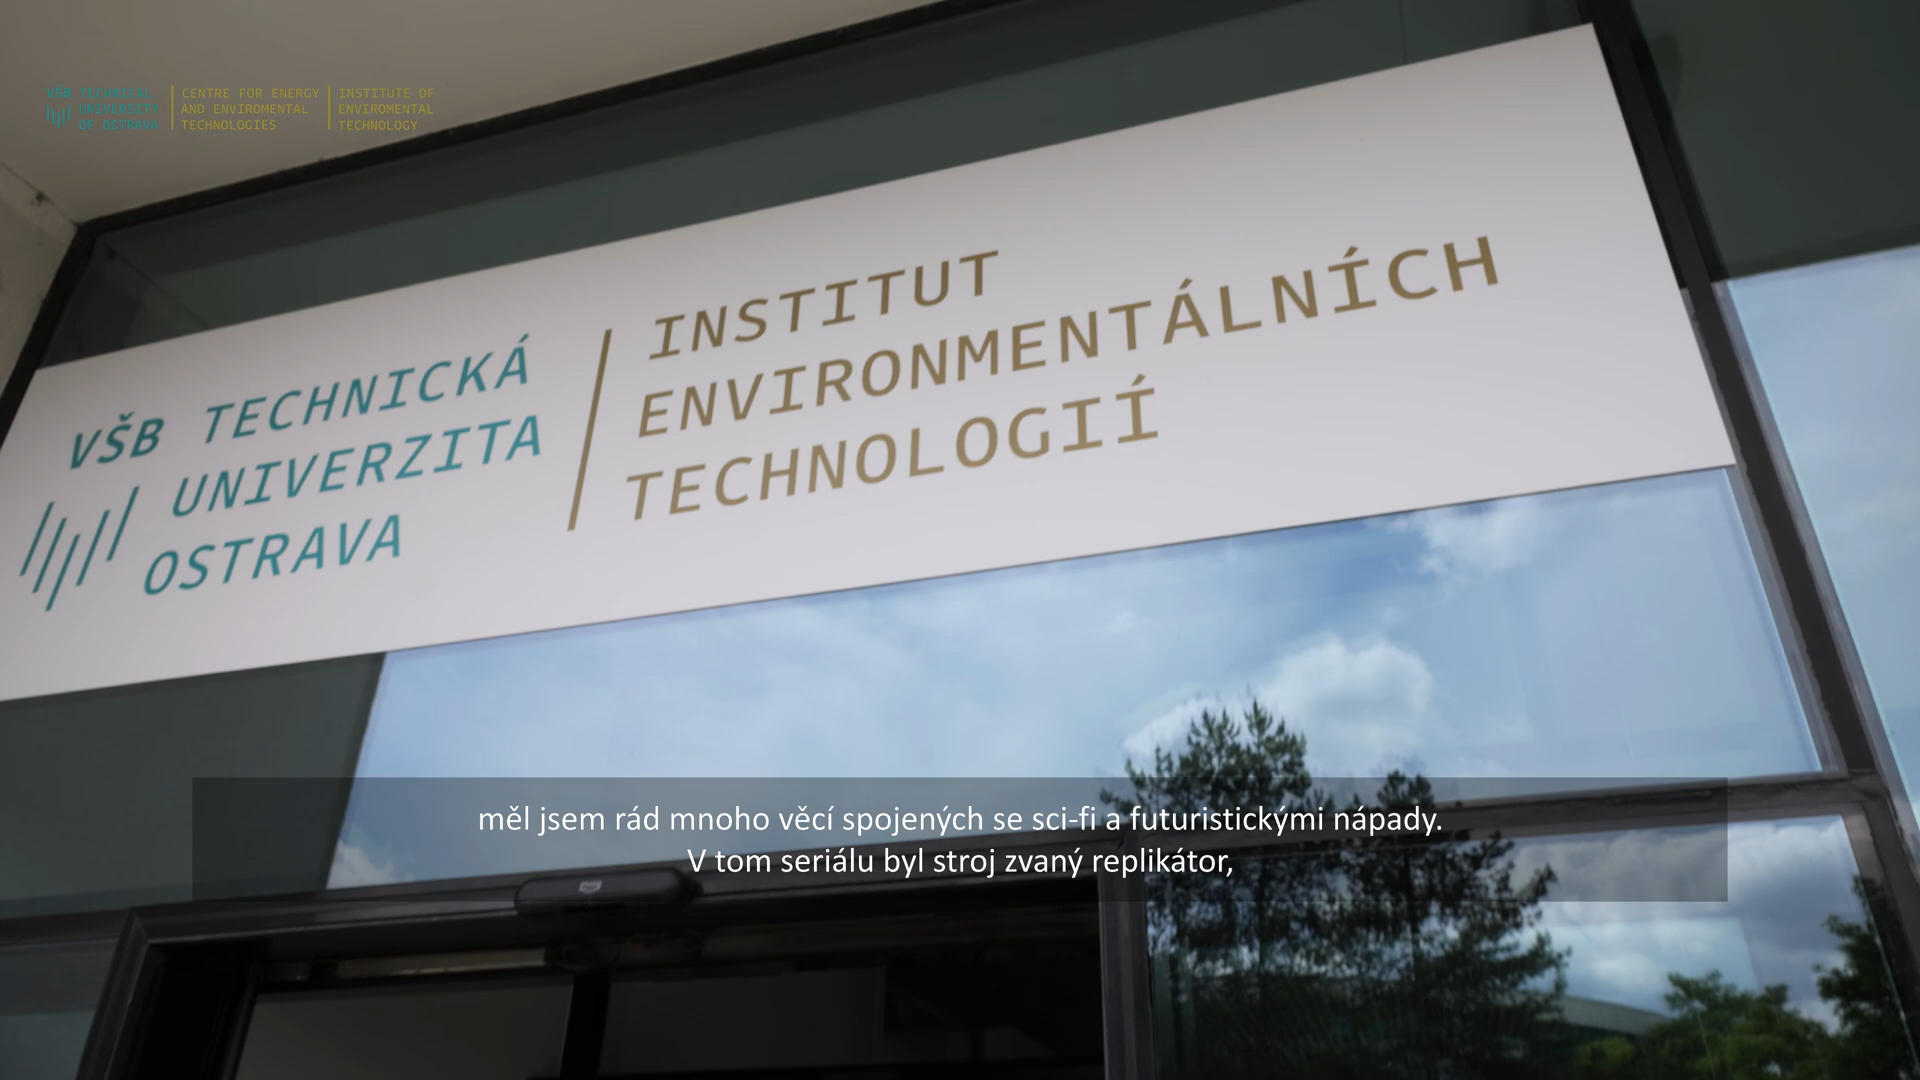 VŠB TECHNICAL
UNIVERSITY
OF OSTRAVA
CENTRE FOR ENERGY
AND ENVIROMENTAL
TECHNOLOGIES
INSTITUTE OF
ENVIROMENTAL
TECHNOLOGY
VŠB TECHNICKÁ
UNIVERZITA
OSTRAVA
INSTITUT
ENVIRONMENTÁLNÍCH
TECHNOLOGIÍ
měl jsem rád mnoho věcí spojených se sci-fi a futuristickými nápady.
V tom seriálu byl stroj zvaný replikátor,